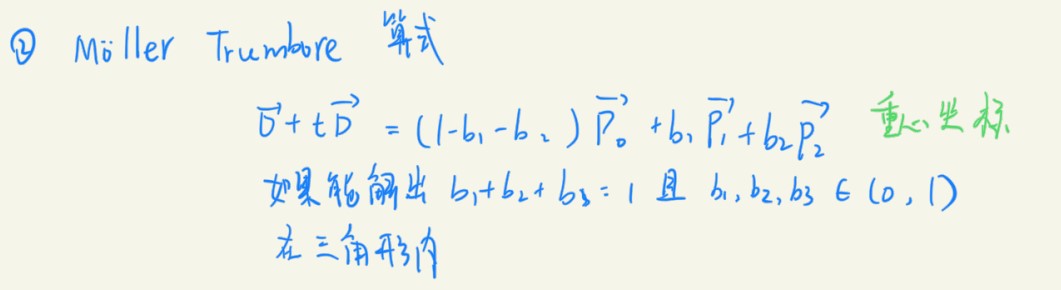 ② Möller Trumbore 算式
$\vec{O} + t\vec{D} = (1-b_1-b_2)\vec{P_0} + b_1\vec{P_1} + b_2\vec{P_2}$ 重心坐标
如果能解出 $b_1+b_2+b_3=1$ 且 $b_1, b_2, b_3 \in (0, 1)$
在三角形内